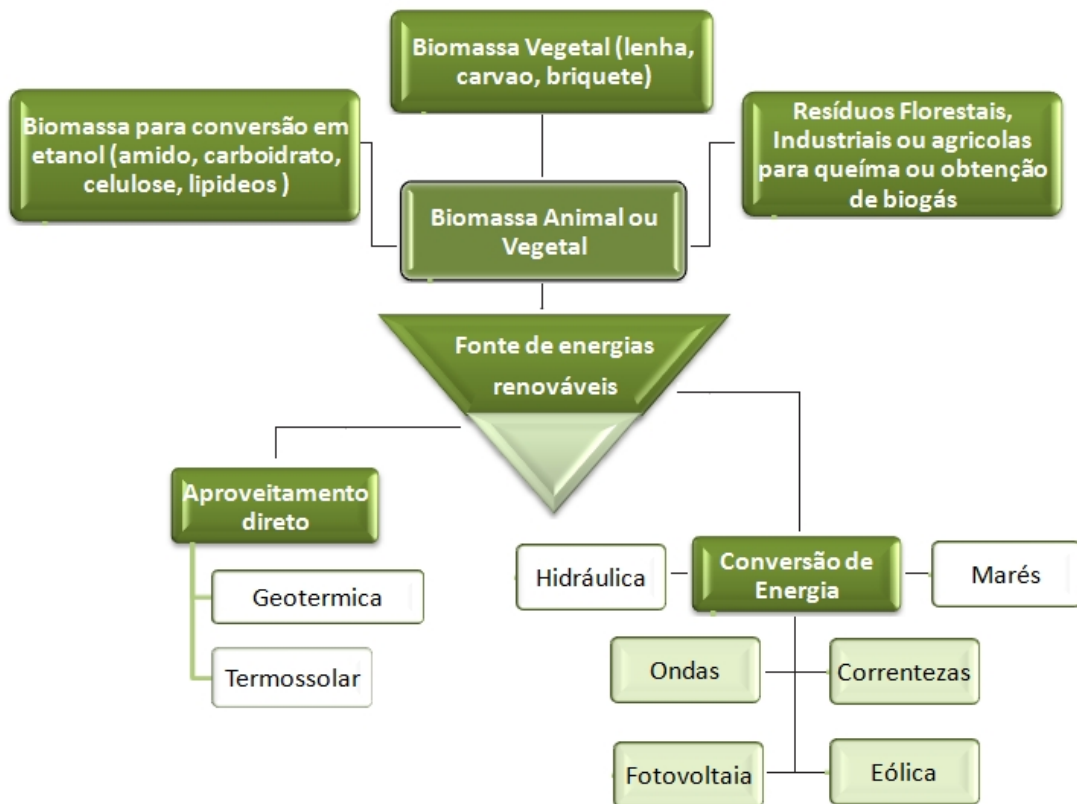 Biomassa Vegetal (lenha,
carvao, briquete)
Biomassa para conversão em
etanol (amido, carboidrato,
celulose, lipideos )
Resíduos Florestais,
Industriais ou agricolas
para queíma ou obtenção
de biogás
Biomassa Animal ou
Vegetal
Fonte de energias
renováveis
Aproveitamento
direto
Geotermica
Termossolar
Hidráulica
Conversão de
Energia
Marés
Ondas
Correntezas
Fotovoltaia
Eólica